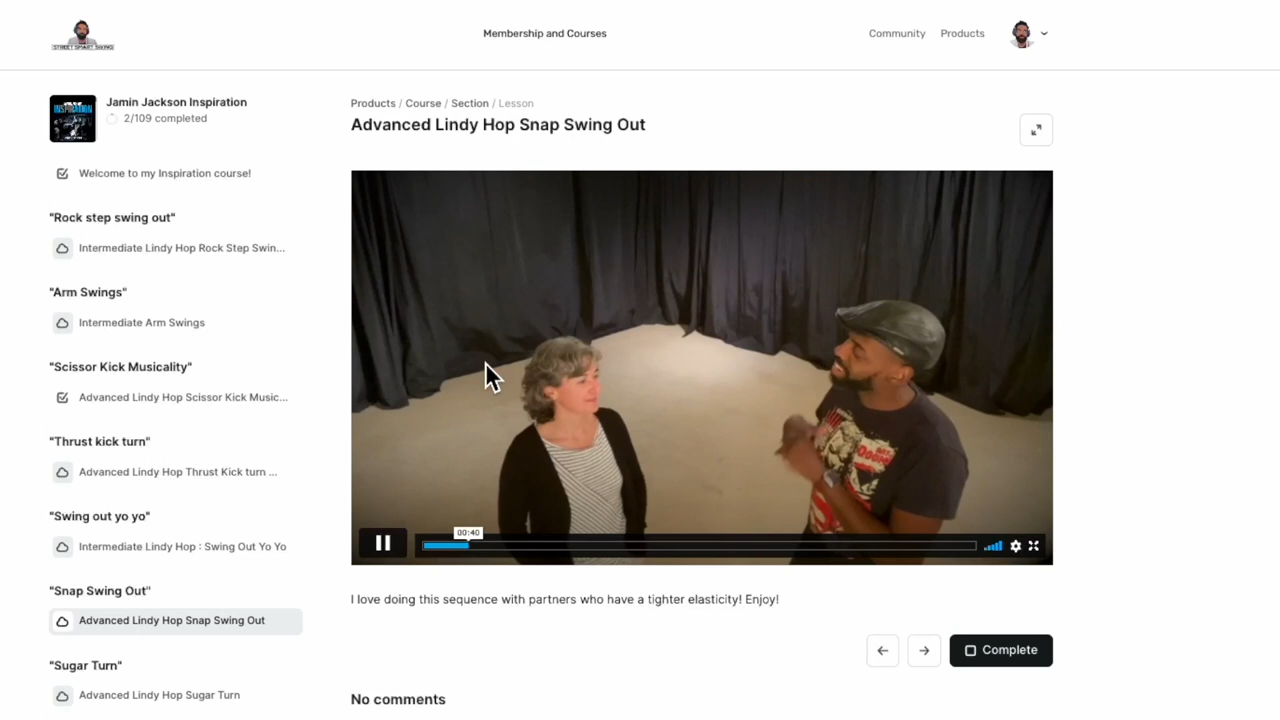 STREET SMART SWING
Membership and Courses
Community
Products
INSPIRATION
Jamin Jackson Inspiration
2/109 completed
Welcome to my Inspiration course!
"Rock step swing out"
Intermediate Lindy Hop Rock Step Swin...
"Arm Swings"
Intermediate Arm Swings
"Scissor Kick Musicality"
Advanced Lindy Hop Scissor Kick Music...
"Thrust kick turn"
Advanced Lindy Hop Thrust Kick turn ...
"Swing out yo yo"
Intermediate Lindy Hop : Swing Out Yo Yo
"Snap Swing Out"
Advanced Lindy Hop Snap Swing Out
"Sugar Turn"
Advanced Lindy Hop Sugar Turn
Products / Course / Section / Lesson
Advanced Lindy Hop Snap Swing Out
00:40
I love doing this sequence with partners who have a tighter elasticity! Enjoy!
Complete
No comments